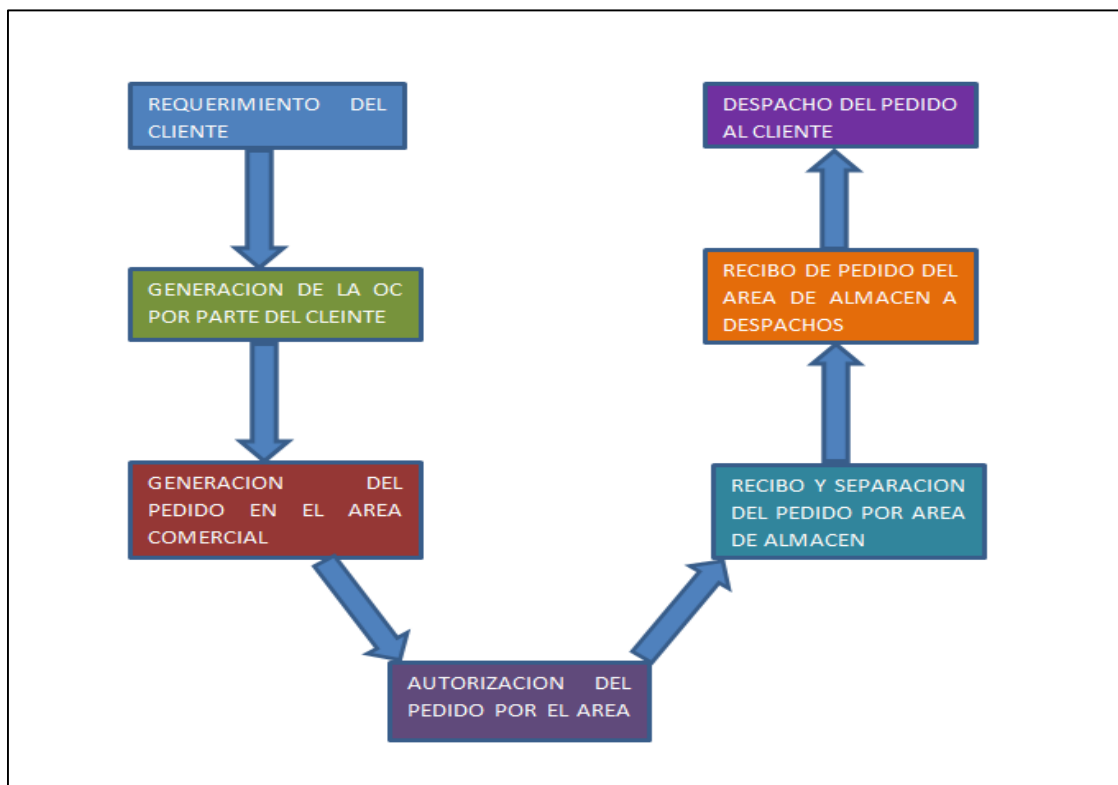 REQUERIMIENTO DEL
CLIENTE
GENERACION DE LA OC
POR PARTE DEL CLEINTE
GENERACION DEL
PEDIDO EN EL AREA
COMERCIAL
AUTORIZACION DEL
PEDIDO POR EL AREA
RECIBO Y SEPARACION
DEL PEDIDO POR AREA
DE ALMACEN
RECIBO DE PEDIDO DEL
AREA DE ALMACEN A
DESPACHOS
DESPACHO DEL PEDIDO
AL CLIENTE